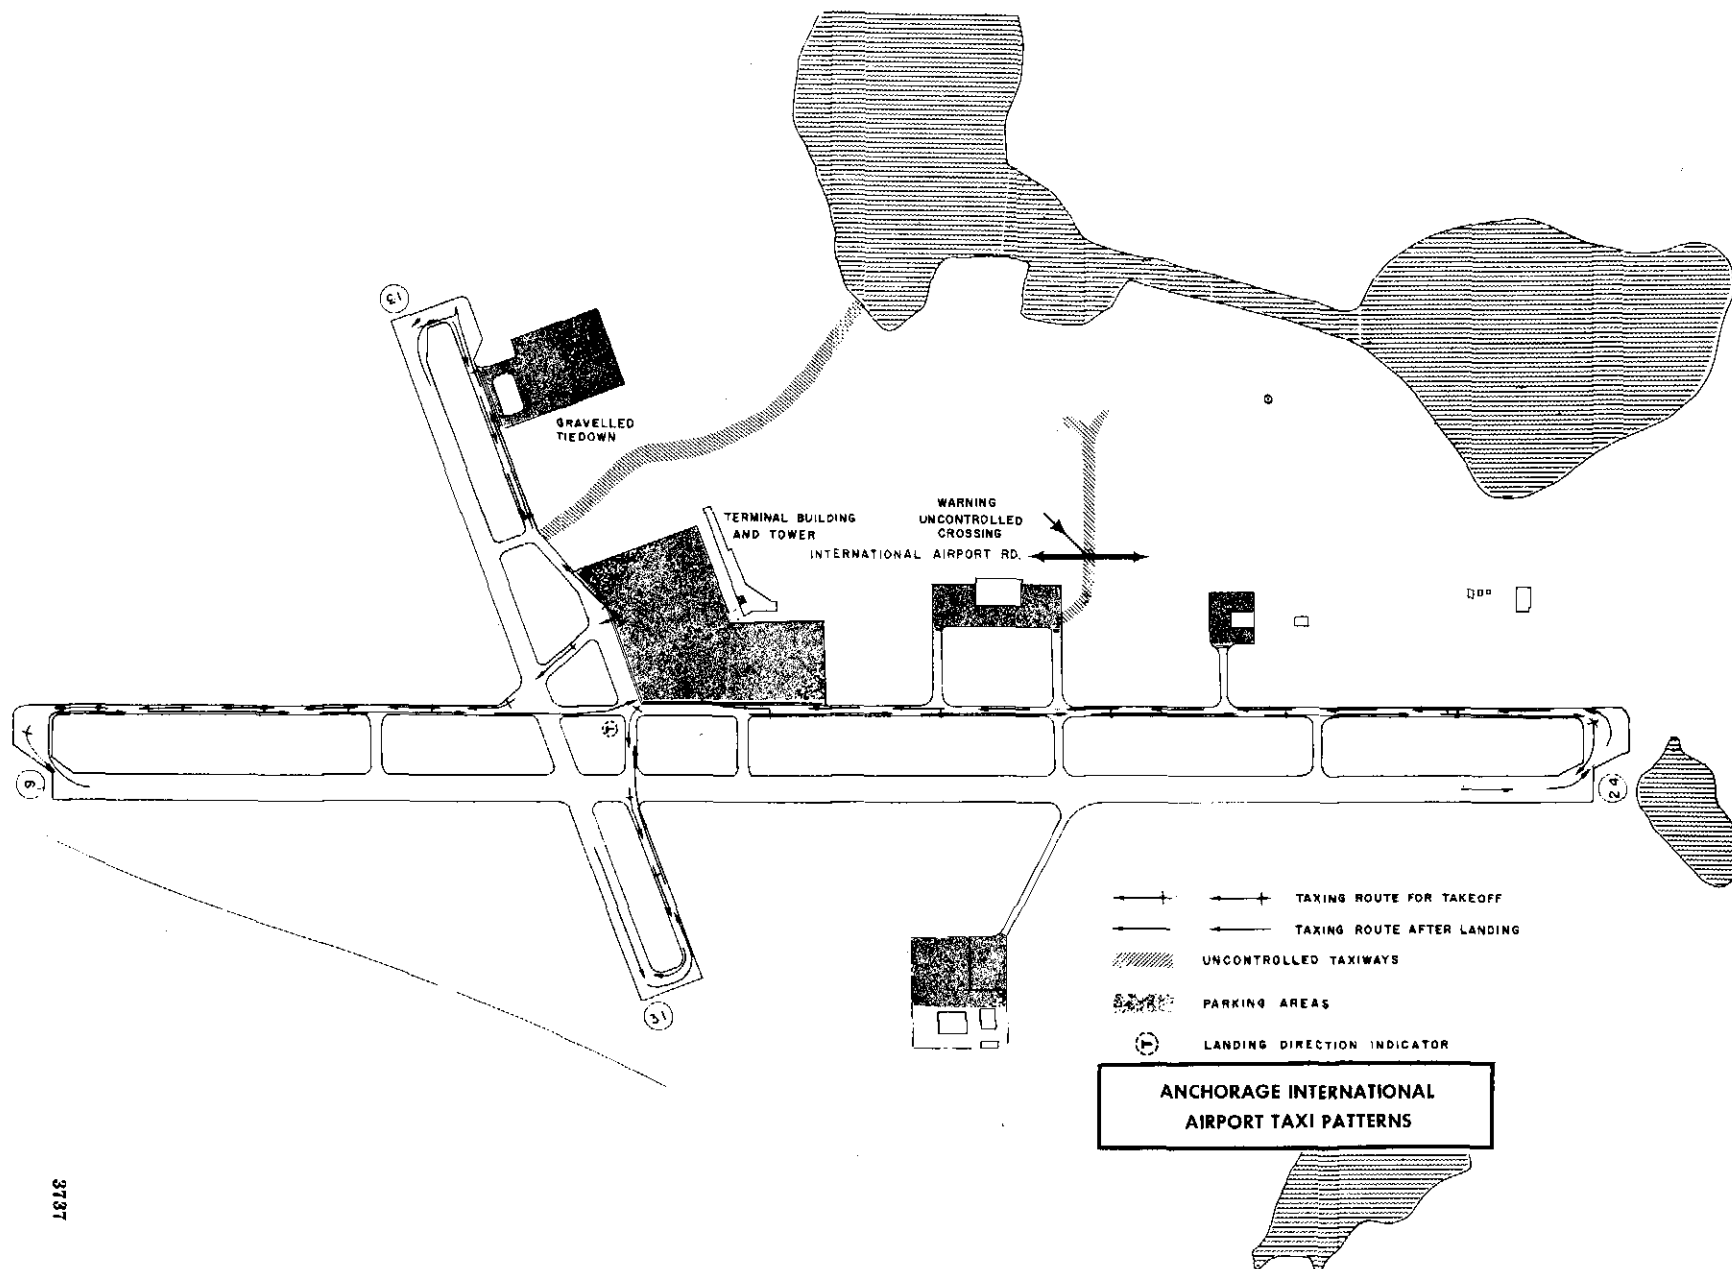 13
GRAVELLED
TIEDOWN
TERMINAL BUILDING
AND TOWER
WARNING
UNCONTROLLED
CROSSING
INTERNATIONAL AIRPORT RD.
T
6
24
31
TAXING ROUTE FOR TAKEOFF
TAXING ROUTE AFTER LANDING
UNCONTROLLED TAXIWAYS
PARKING AREAS
T
LANDING DIRECTION INDICATOR
ANCHORAGE INTERNATIONAL
AIRPORT TAXI PATTERNS
3737